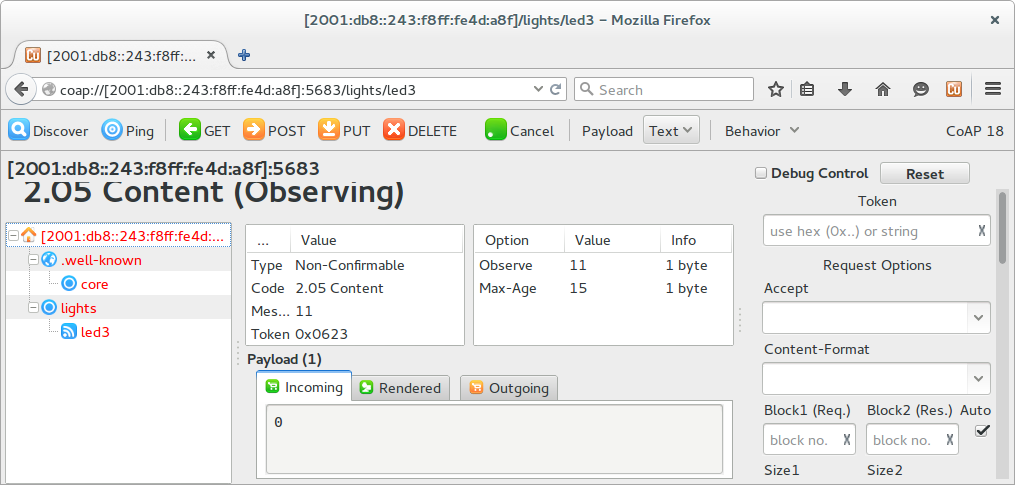 [2001:db8::243:f8ff:fe4d:a8f]/lights/led3 – Mozilla Firefox ×
Cu [2001:db8::243:f8ff:... × +
coap://[2001:db8::243:f8ff:fe4d:a8f]:5683/lights/led3 Search Cu
Discover Ping GET POST PUT DELETE Cancel Payload Text Behavior CoAP 18
[2001:db8::243:f8ff:fe4d:a8f]:5683 Debug Control Reset
2.05 Content (Observing)
[2001:db8::243:f8ff:fe4d:...
.well-known
core
lights
led3
... Value
Type Non-Confirmable
Code 2.05 Content
Mes... 11
Token 0x0623
Option Value Info
Observe 11 1 byte
Max-Age 15 1 byte
Payload (1)
Incoming Rendered Outgoing
0
Token
use hex (0x..) or string X
Request Options
Accept
Content-Format
Block1 (Req.) Block2 (Res.) Auto
block no. X block no. X
Size1 Size2